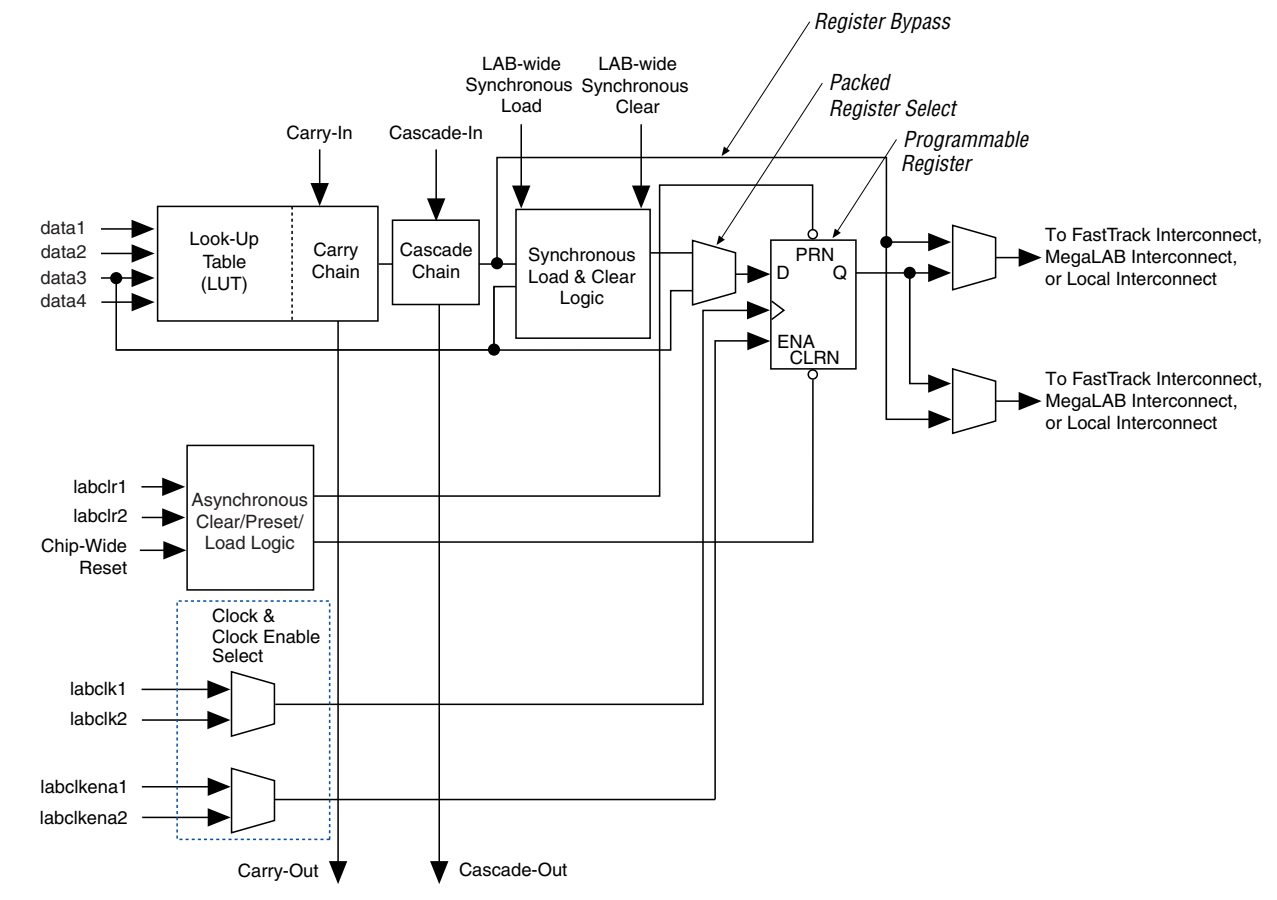 Register Bypass
LAB-wide
Synchronous
Load
LAB-wide
Synchronous
Clear
Packed
Register Select
Carry-In
Cascade-In
Programmable
Register
data1
data2
data3
data4
Look-Up
Table
(LUT)
Carry
Chain
Cascade
Chain
Synchronous
Load & Clear
Logic
PRN
D
Q
ENA
CLRN
To FastTrack Interconnect,
MegaLAB Interconnect,
or Local Interconnect
To FastTrack Interconnect,
MegaLAB Interconnect,
or Local Interconnect
labclr1
labclr2
Chip-Wide
Reset
Asynchronous
Clear/Preset/
Load Logic
Clock &
Clock Enable
Select
labclk1
labclk2
labclkena1
labclkena2
Carry-Out
Cascade-Out